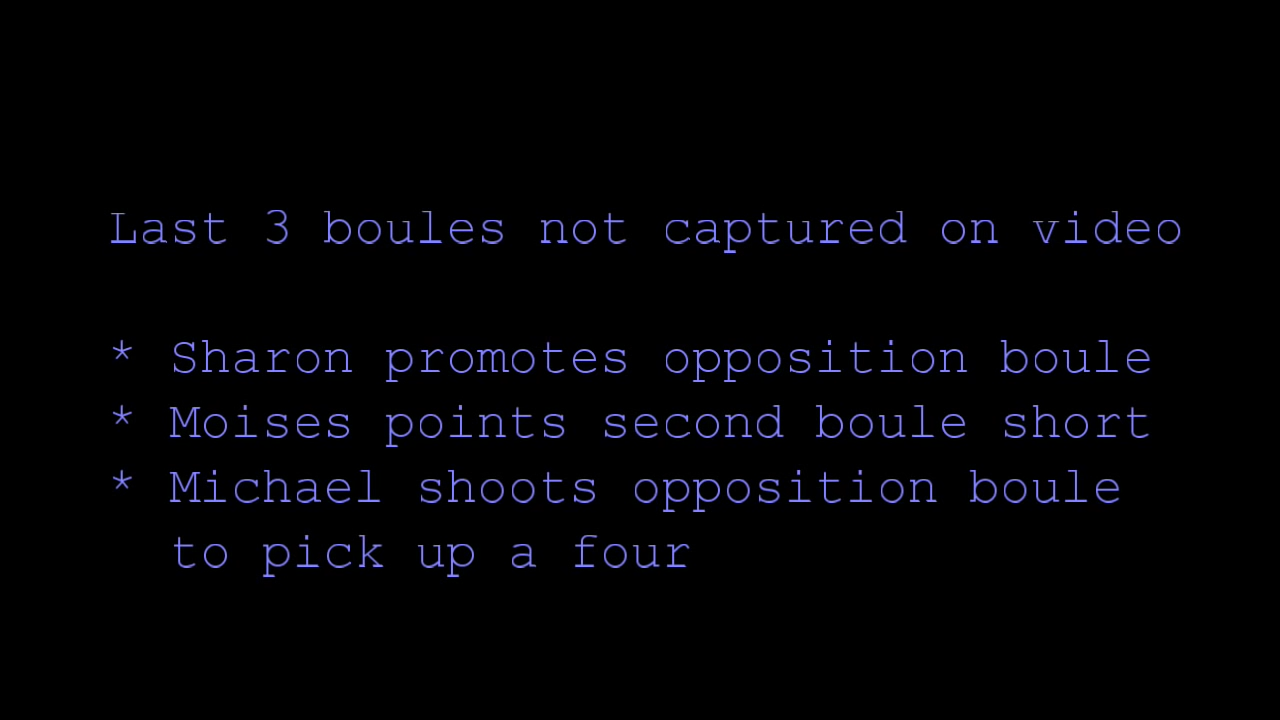 Last 3 boules not captured on video
* Sharon promotes opposition boule
* Moises points second boule short
* Michael shoots opposition boule
to pick up a four